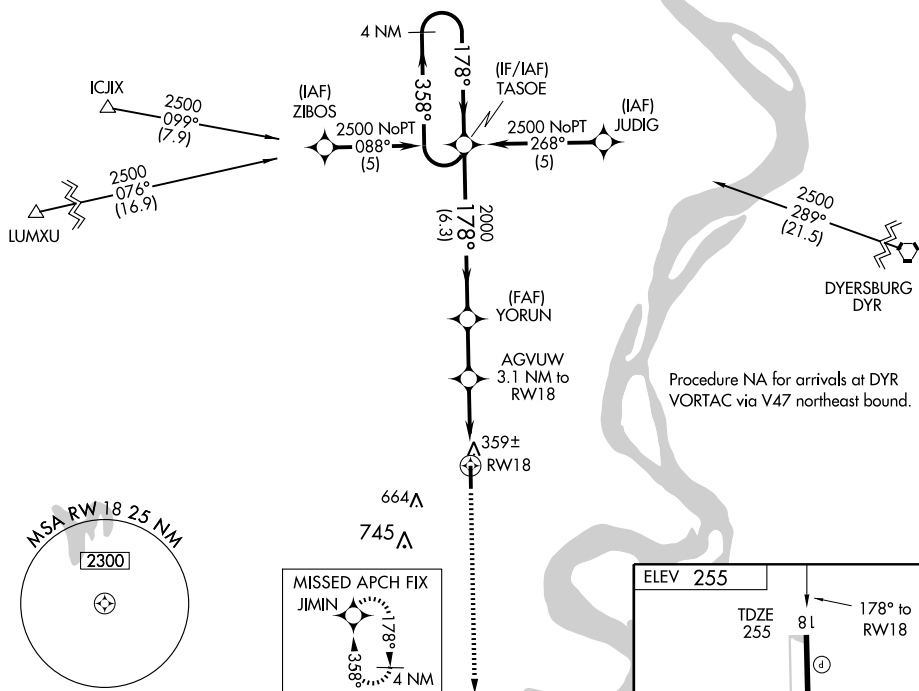 4 NM
178°
358°
(IF/IAF)
TASOE
ICJIX
2500
099°
(7.9)
(IAF)
ZIBOS
2500 NoPT
088°
(5)
2500 NoPT
268°
(5)
(IAF)
JUDIG
2500
076°
(16.9)
LUMXU
2000
178°
(6.3)
2500
289°
(21.5)
DYERSBURG
DYR
(FAF)
YORUN
AGVUW
3.1 NM to
RW18
Procedure NA for arrivals at DYR
VORTAC via V47 northeast bound.
359±
RW18
664
745
MSA RW 18 25 NM
2300
MISSED APCH FIX
JIMIN
178°
358°
4 NM
ELEV 255
TDZE
255
18
178° to
RW18
P